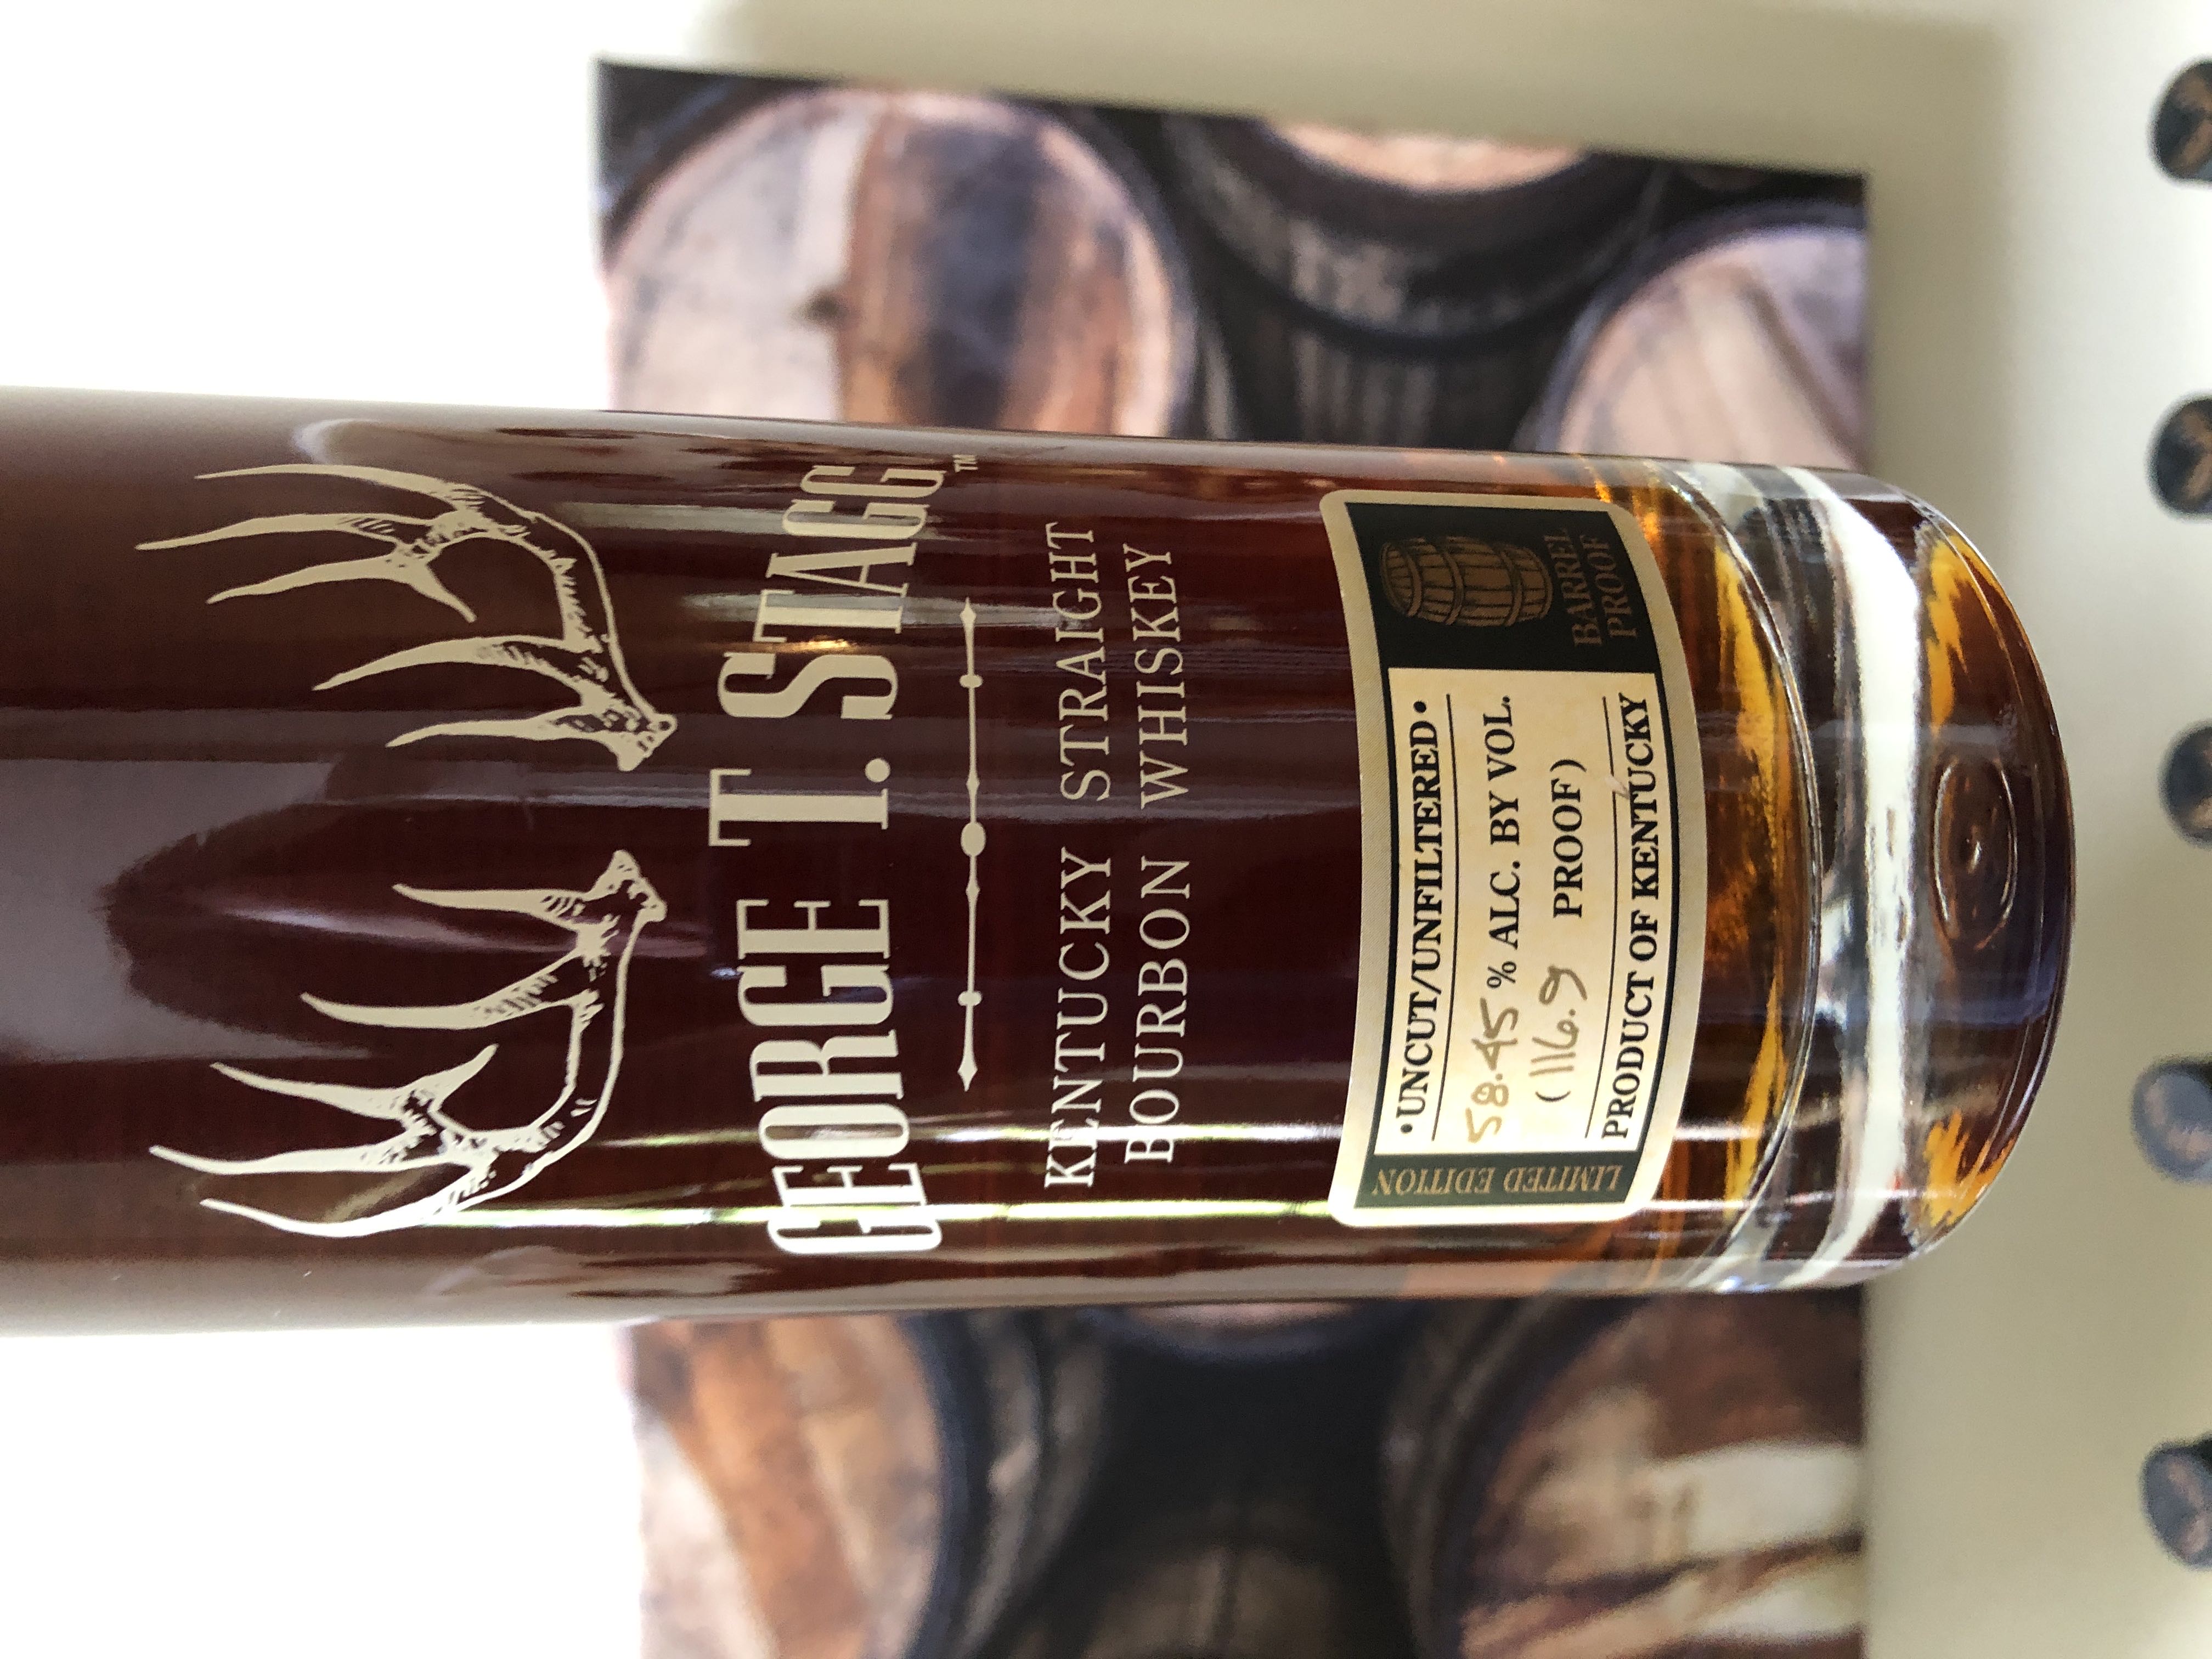 GEORGE T. STAGG™
KENTUCKY STRAIGHT
BOURBON WHISKEY
LIMITED EDITION
•UNCUT/UNFILTERED•
58.45 % ALC. BY VOL.
(116.9 PROOF)
PRODUCT OF KENTUCKY
BARREL
PROOF